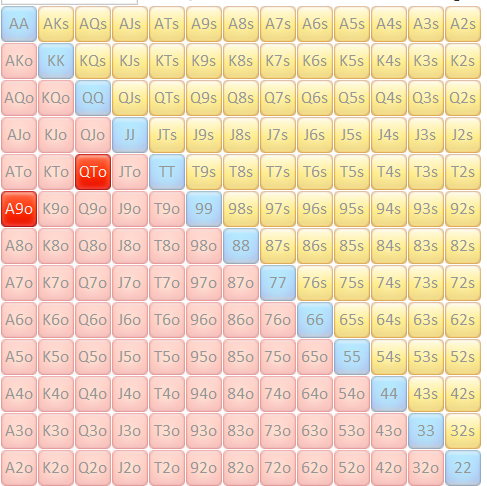 AA AKs AQs AJs ATs A9s A8s A7s A6s A5s A4s A3s A2s
AKo KK KQs KJs KTs K9s K8s K7s K6s K5s K4s K3s K2s
AQo KQo QQ QJs QTs Q9s Q8s Q7s Q6s Q5s Q4s Q3s Q2s
AJo KJo QJo JJ JTs J9s J8s J7s J6s J5s J4s J3s J2s
ATo KTo QTo JTo TT T9s T8s T7s T6s T5s T4s T3s T2s
A9o K9o Q9o J9o T9o 99 98s 97s 96s 95s 94s 93s 92s
A8o K8o Q8o J8o T8o 98o 88 87s 86s 85s 84s 83s 82s
A7o K7o Q7o J7o T7o 97o 87o 77 76s 75s 74s 73s 72s
A6o K6o Q6o J6o T6o 96o 86o 76o 66 65s 64s 63s 62s
A5o K5o Q5o J5o T5o 95o 85o 75o 65o 55 54s 53s 52s
A4o K4o Q4o J4o T4o 94o 84o 74o 64o 54o 44 43s 42s
A3o K3o Q3o J3o T3o 93o 83o 73o 63o 53o 43o 33 32s
A2o K2o Q2o J2o T2o 92o 82o 72o 62o 52o 42o 32o 22